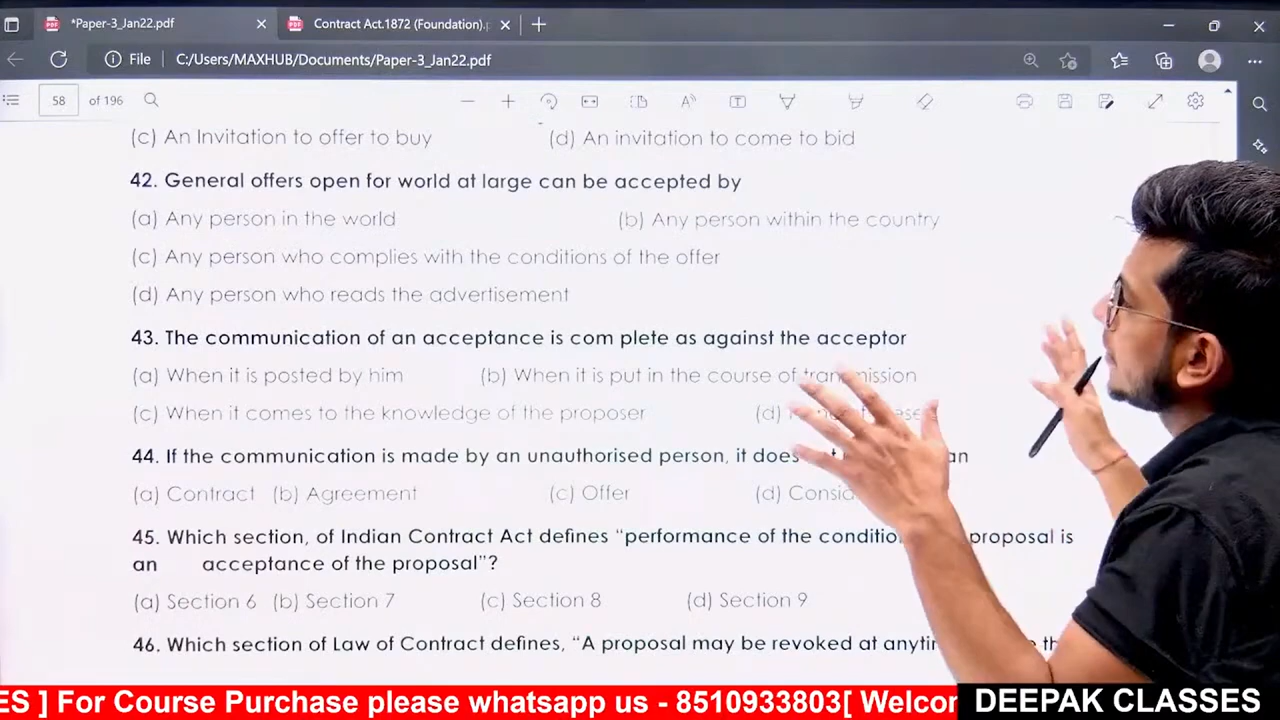 *Paper-3_Jan22.pdf
Contract Act.1872 (Foundation).p
File
C:/Users/MAXHUB/Documents/Paper-3_Jan22.pdf
58 of 196
(c) An Invitation to offer to buy (d) An invitation to come to bid
42. General offers open for world at large can be accepted by
(a) Any person in the world (b) Any person within the country
(c) Any person who complies with the conditions of the offer
(d) Any person who reads the advertisement
43. The communication of an acceptance is com plete as against the acceptor
(a) When it is posted by him (b) When it is put in the course of transmission
(c) When it comes to the knowledge of the proposer (d)
44. If the communication is made by an unauthorised person, it does an
(a) Contract (b) Agreement (c) Offer (d)
45. Which section, of Indian Contract Act defines "performance of the proposal is
an acceptance of the proposal"?
(a) Section 6 (b) Section 7 (c) Section 8 (d) Section 9
46. Which section of Law of Contract defines, "A proposal may be revoked at
ES ] For Course Purchase please whatsapp us - 8510933803[ Welcor
DEEPAK CLASSES